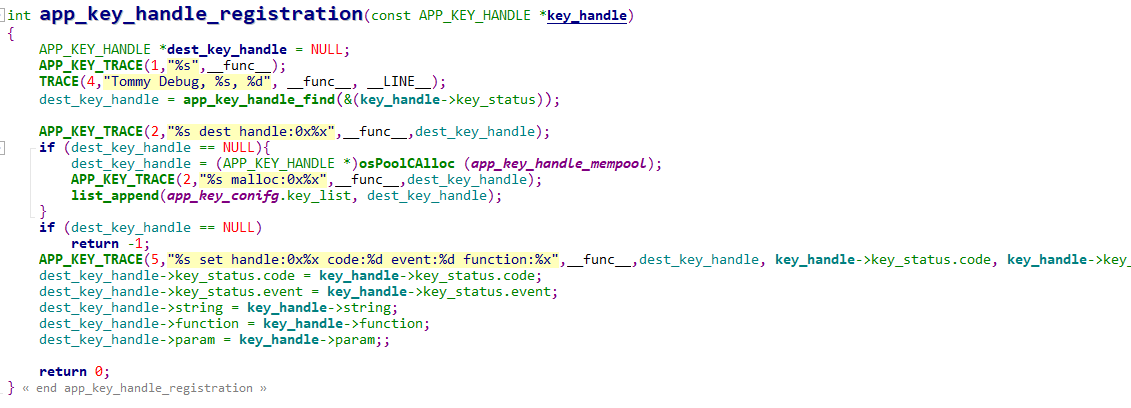 int app_key_handle_registration(const APP_KEY_HANDLE *key_handle)
{
    APP_KEY_HANDLE *dest_key_handle = NULL;
    APP_KEY_TRACE(1,"%s",__func__);
    TRACE(4,"Tommy Debug, %s, %d", __func__, __LINE__);
    dest_key_handle = app_key_handle_find(&(key_handle->key_status));

    APP_KEY_TRACE(2,"%s dest handle:0x%x",__func__,dest_key_handle);
    if (dest_key_handle == NULL){
        dest_key_handle = (APP_KEY_HANDLE *)osPoolCAlloc (app_key_handle_mempool);
        APP_KEY_TRACE(2,"%s malloc:0x%x",__func__,dest_key_handle);
        list_append(app_key_conifg.key_list, dest_key_handle);
    }
    if (dest_key_handle == NULL)
        return -1;
    APP_KEY_TRACE(5,"%s set handle:0x%x code:%d event:%d function:%x",__func__,dest_key_handle, key_handle->key_status.code, key_handle->key_
    dest_key_handle->key_status.code = key_handle->key_status.code;
    dest_key_handle->key_status.event = key_handle->key_status.event;
    dest_key_handle->string = key_handle->string;
    dest_key_handle->function = key_handle->function;
    dest_key_handle->param = key_handle->param;;

    return 0;
} « end app_key_handle_registration »